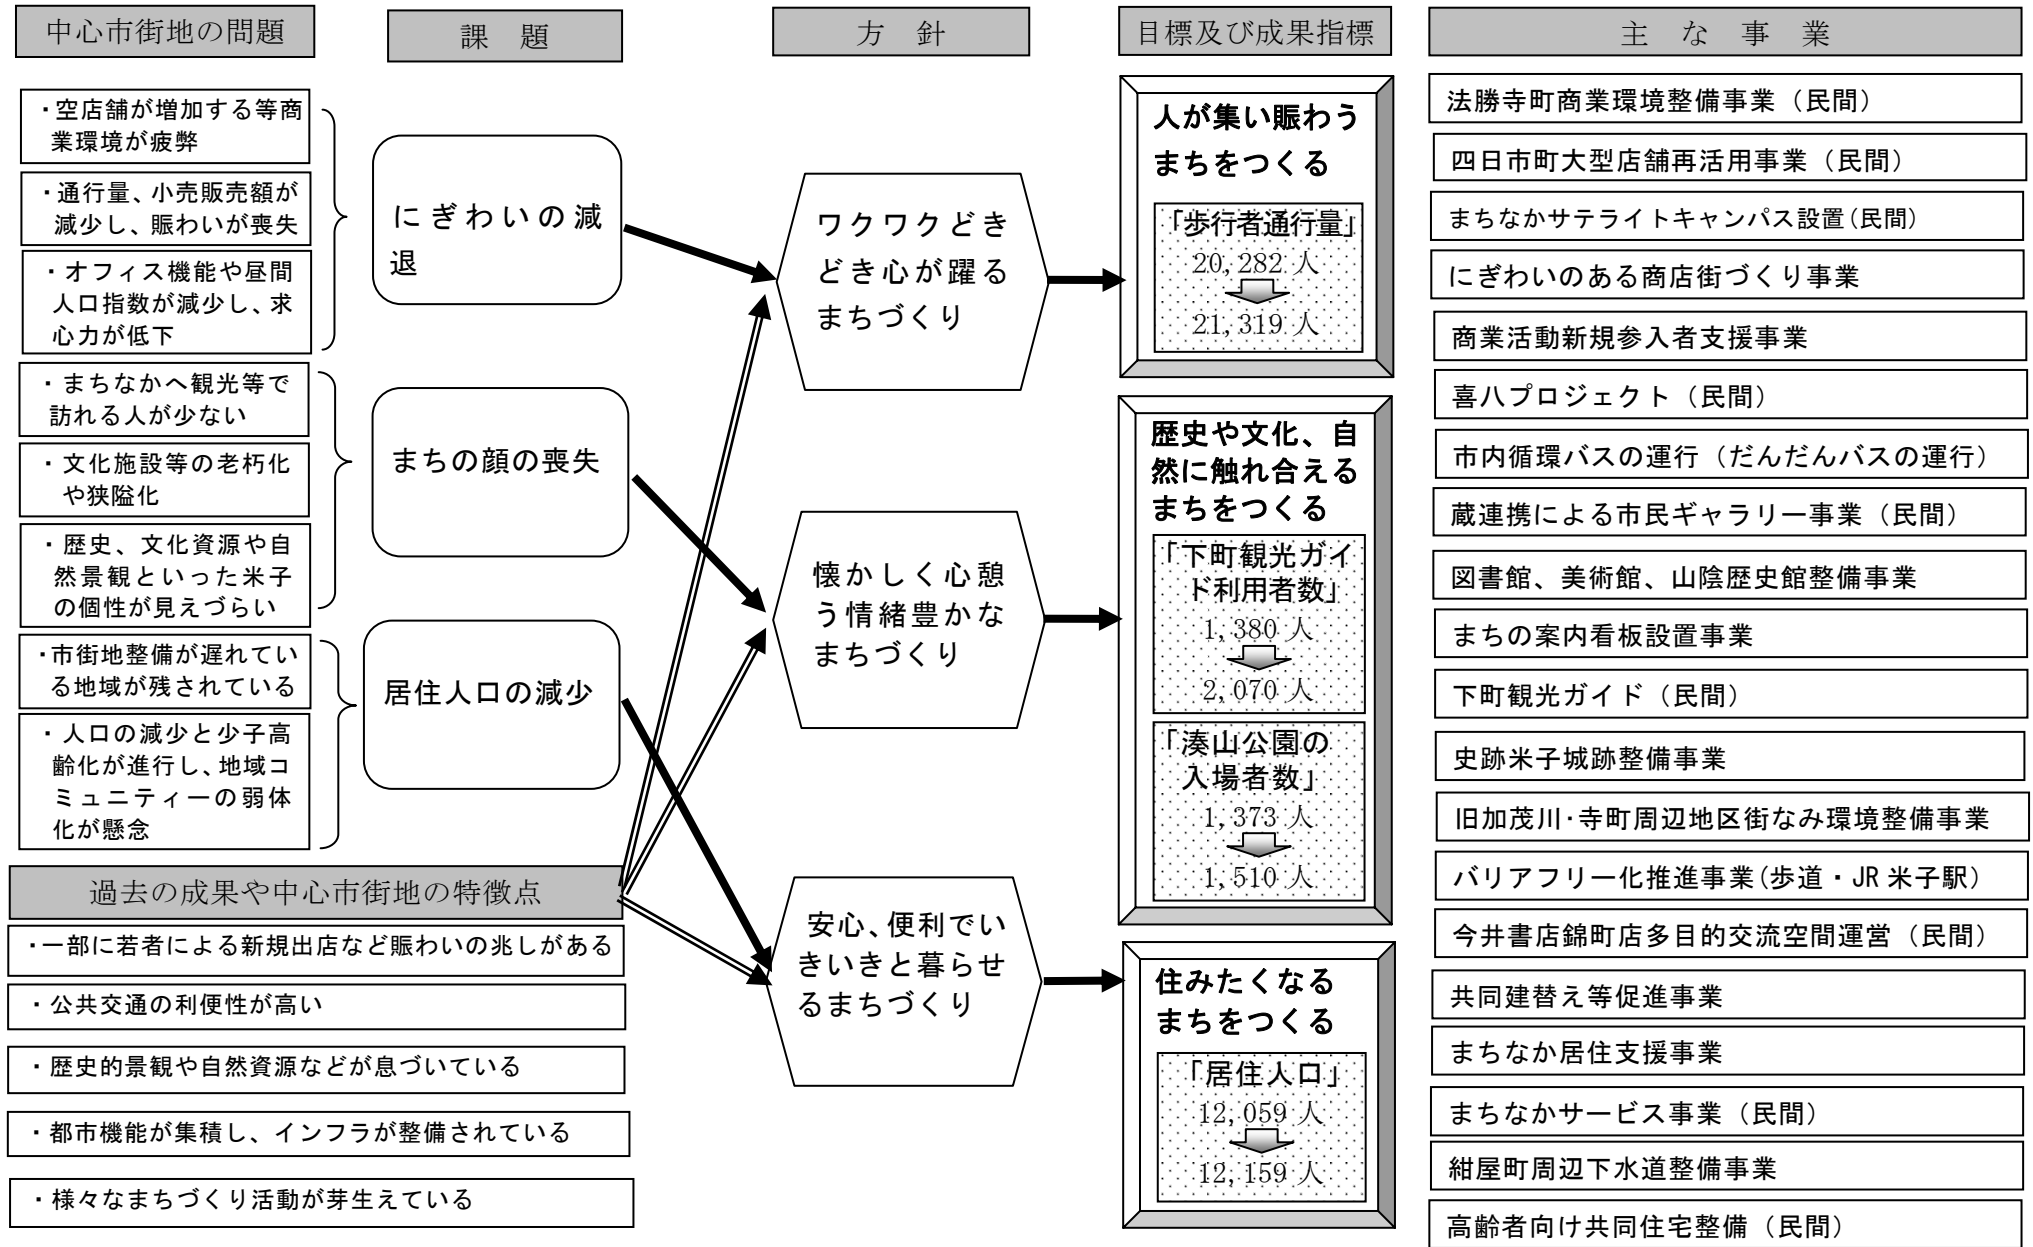 中心市街地の問題
・空店舗が増加する等商
業環境が疲弊
・通行量、小売販売額が
減少し、賑わいが喪失
・オフィス機能や昼間
人口指数が減少し、求
心力が低下
・まちなかへ観光等で
訪れる人が少ない
・文化施設等の老朽化
や狭隘化
・歴史、文化資源や自
然景観といった米子
の個性が見えづらい
・市街地整備が遅れてい
る地域が残されている
・人口の減少と少子高
齢化が進行し、地域コ
ミュニティーの弱体
化が懸念
過去の成果や中心市街地の特徴点
・一部に若者による新規出店など賑わいの兆しがある
・公共交通の利便性が高い
・歴史的景観や自然資源などが息づいている
・都市機能が集積し、インフラが整備されている
・様々なまちづくり活動が芽生えている
課 題
にぎわいの減
退
まちの顔の喪失
居住人口の減少
方 針
ワクワクどき
どき心が躍る
まちづくり
懐かしく心憩
う情緒豊かな
まちづくり
安心、便利でい
きいきと暮らせ
るまちづくり
目標及び成果指標
人が集い賑わう
まちをつくる
「歩行者通行量」
20,282 人
21,319 人
歴史や文化、自
然に触れ合える
まちをつくる
「下町観光ガイ
ド利用者数」
1,380 人
2,070 人
「湊山公園の
入場者数」
1,373 人
1,510 人
住みたくなる
まちをつくる
「居住人口」
12,059 人
12,159 人
主 な 事 業
法勝寺町商業環境整備事業（民間）
四日市町大型店舗再活用事業（民間）
まちなかサテライトキャンパス設置(民間)
にぎわいのある商店街づくり事業
商業活動新規参入者支援事業
喜八プロジェクト（民間）
市内循環バスの運行（だんだんバスの運行）
蔵連携による市民ギャラリー事業（民間）
図書館、美術館、山陰歴史館整備事業
まちの案内看板設置事業
下町観光ガイド（民間）
史跡米子城跡整備事業
旧加茂川･寺町周辺地区街なみ環境整備事業
バリアフリー化推進事業(歩道・JR 米子駅)
今井書店錦町店多目的交流空間運営（民間）
共同建替え等促進事業
まちなか居住支援事業
まちなかサービス事業（民間）
紺屋町周辺下水道整備事業
高齢者向け共同住宅整備（民間）